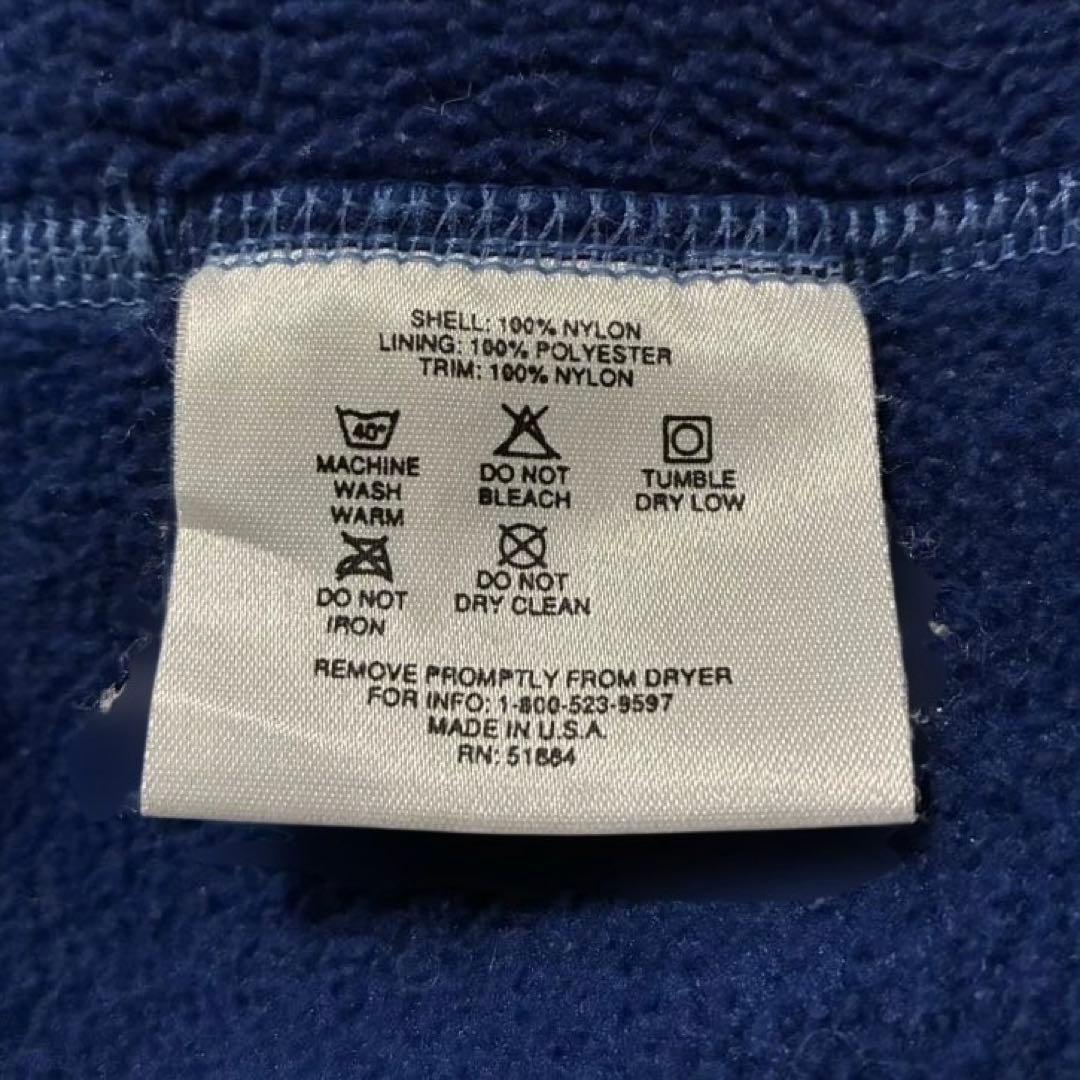 SHELL: 100% NYLON
LINING: 100% POLYESTER
TRIM: 100% NYLON
40°
MACHINE WASH WARM
DO NOT BLEACH
TUMBLE DRY LOW
DO NOT IRON
DO NOT DRY CLEAN
REMOVE PROMPTLY FROM DRYER
FOR INFO: 1-800-523-9597
MADE IN U.S.A.
RN: 51884